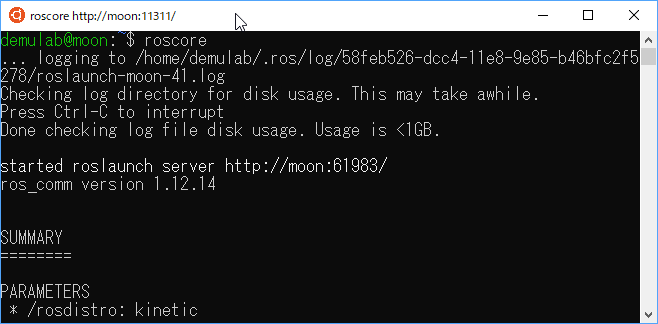 roscore http://moon:11311/
demulab@moon:~$ roscore
... logging to /home/demulab/.ros/log/58feb526-dcc4-11e8-9e85-b46bfc2f5
278/roslaunch-moon-41.log
Checking log directory for disk usage. This may take awhile.
Press Ctrl-C to interrupt
Done checking log file disk usage. Usage is <1GB.
started roslaunch server http://moon:61983/
ros_comm version 1.12.14
SUMMARY
========
PARAMETERS
* /rosdistro: kinetic